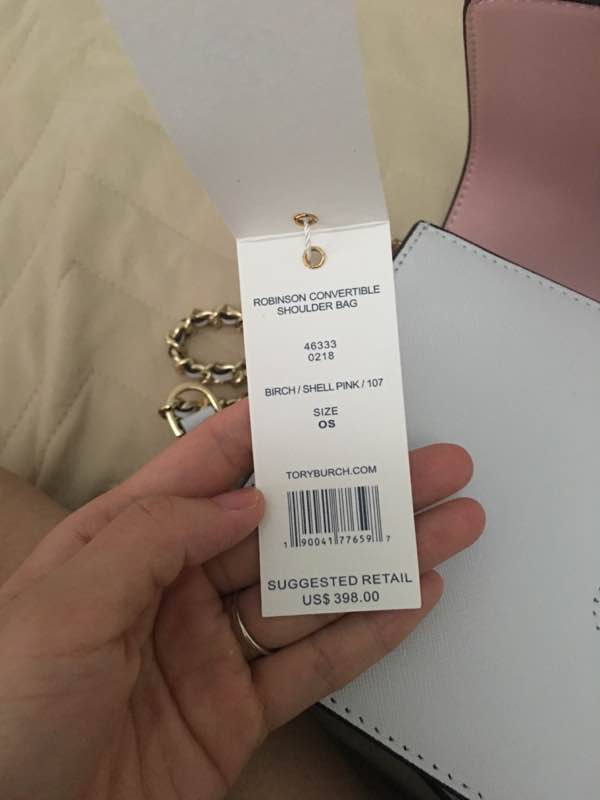 ROBINSON CONVERTIBLE
SHOULDER BAG
46333
0218
BIRCH / SHELL PINK / 107
SIZE
OS
TORYBURCH.COM
1 90041 77659 7
SUGGESTED RETAIL
US$ 398.00